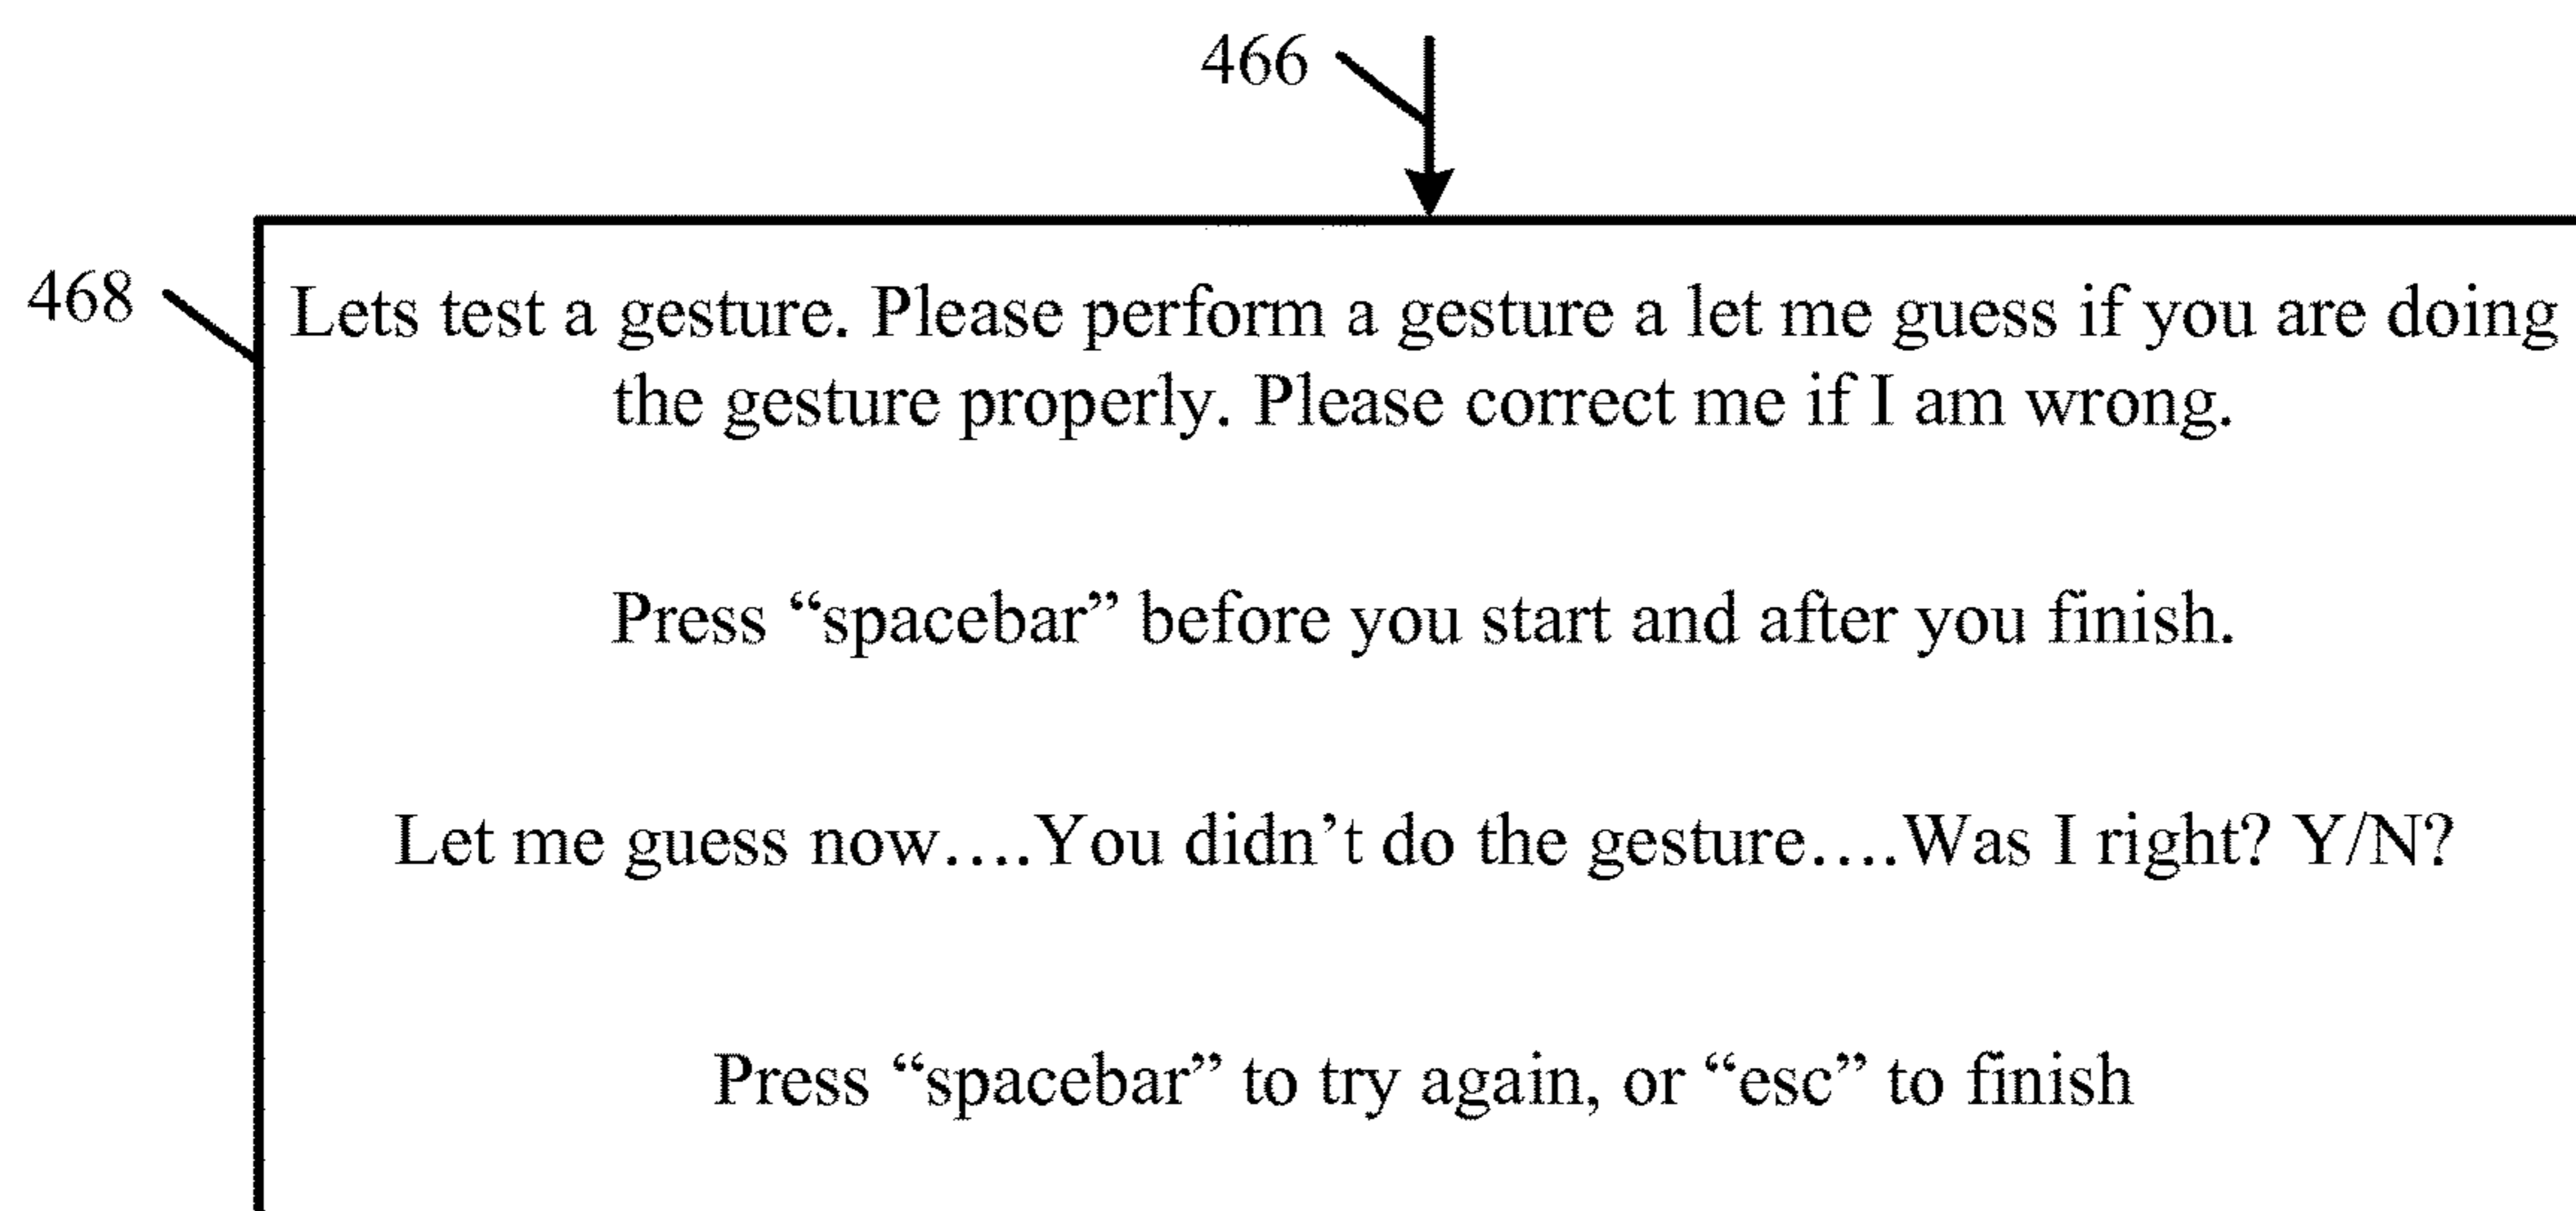 466
468
Lets test a gesture. Please perform a gesture a let me guess if you are doing
the gesture properly. Please correct me if I am wrong.
Press “spacebar” before you start and after you finish.
Let me guess now....You didn’t do the gesture....Was I right? Y/N?
Press “spacebar” to try again, or “esc” to finish